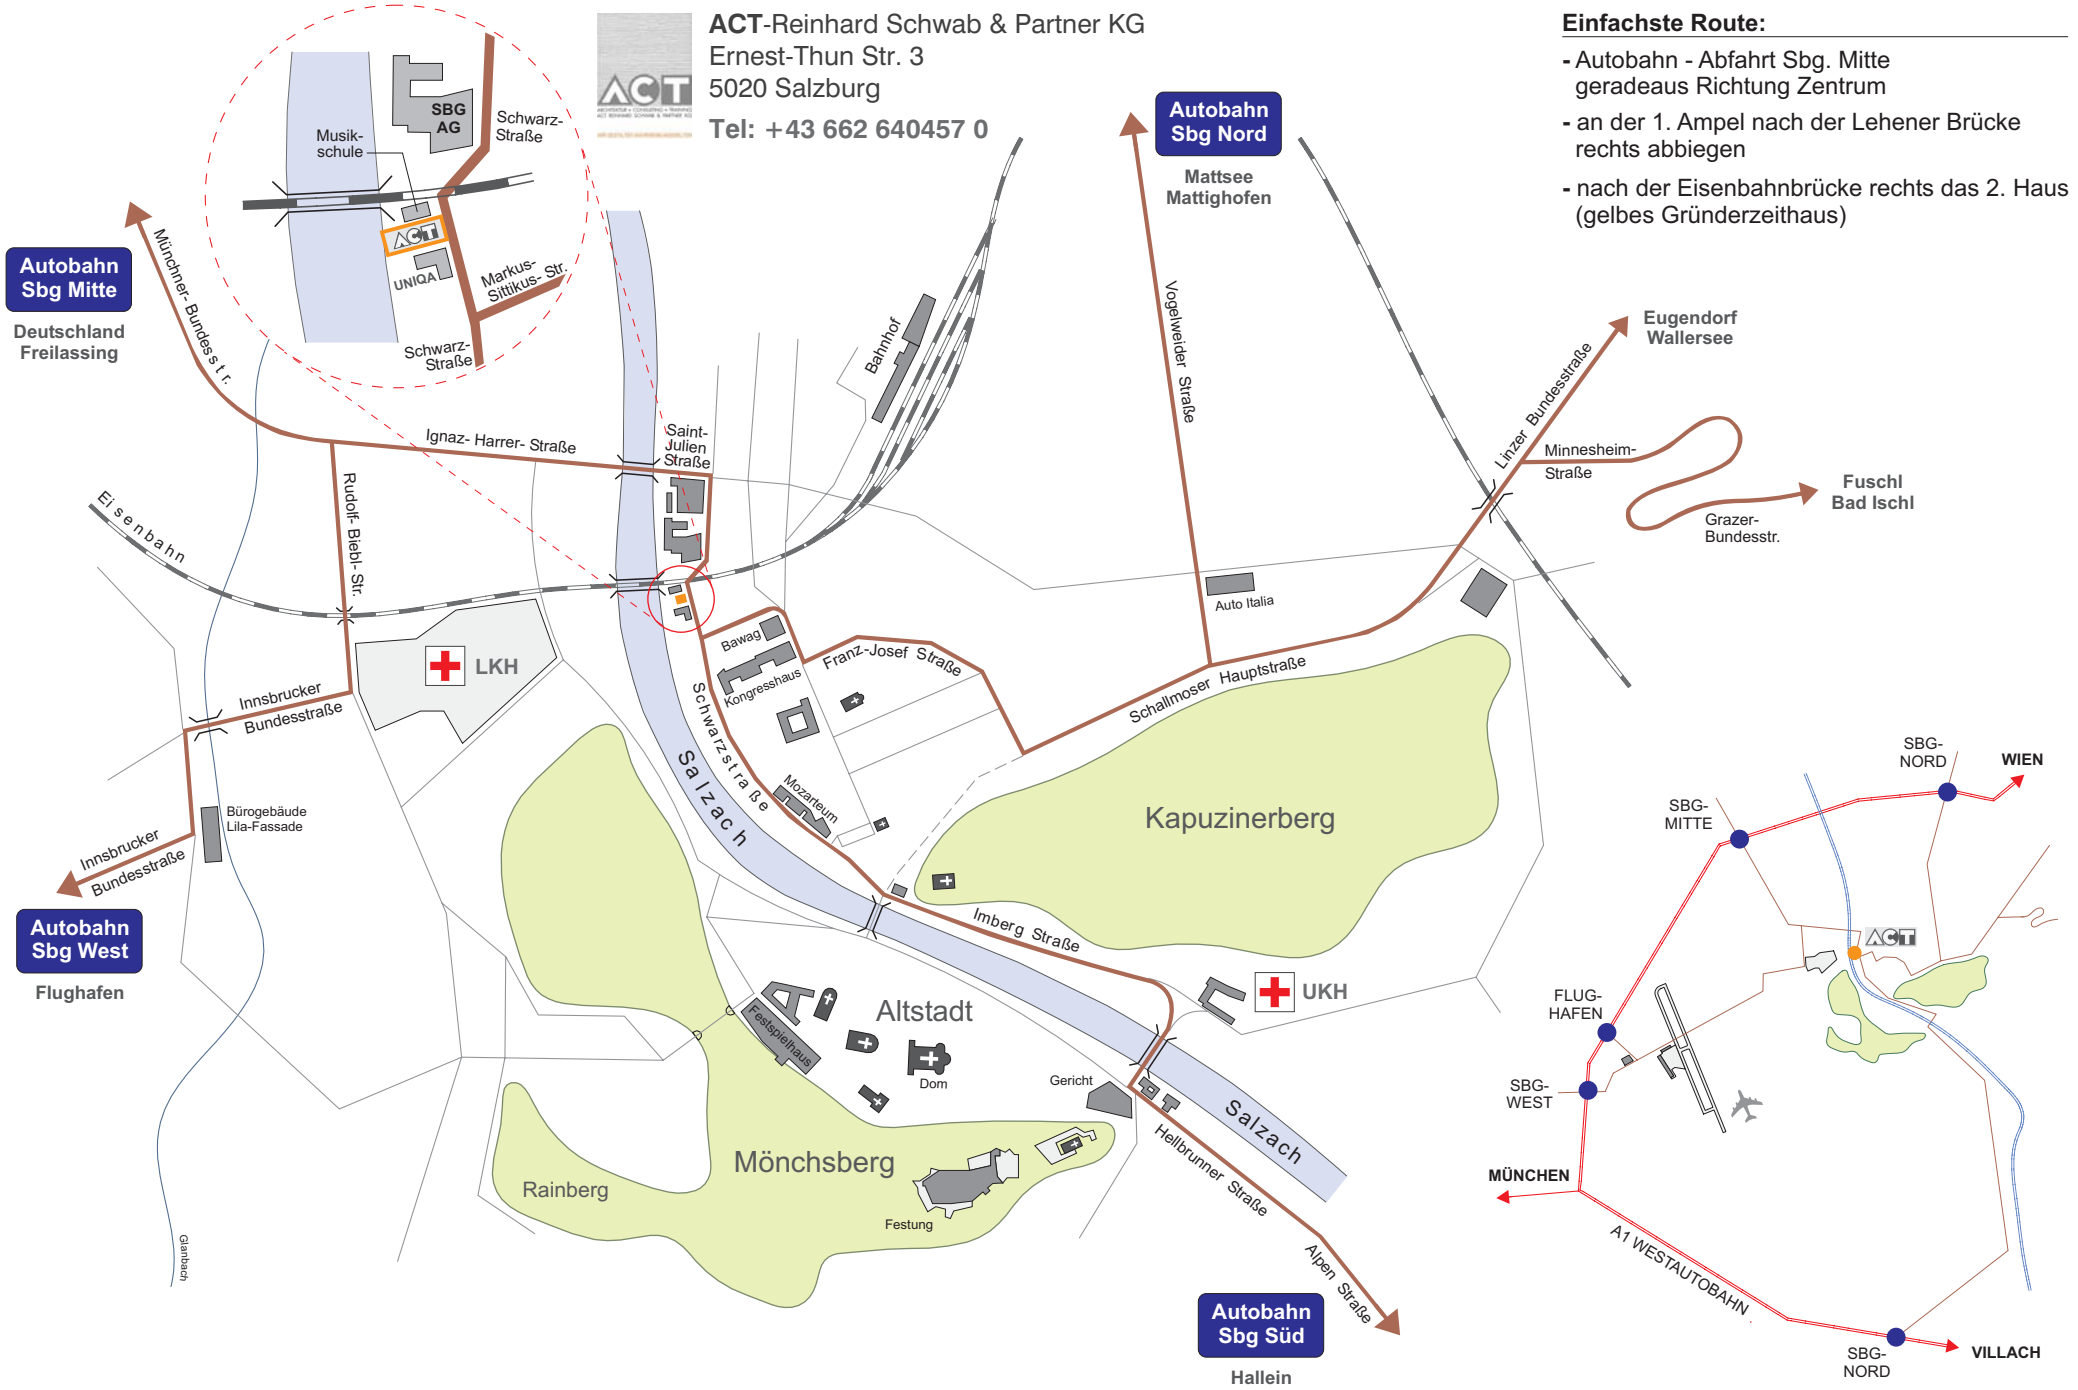 ACT-Reinhard Schwab & Partner KG
Ernest-Thun Str. 3
5020 Salzburg
Tel: +43 662 640457 0
ACT
Einfachste Route:
- Autobahn - Abfahrt Sbg. Mitte
geradeaus Richtung Zentrum
- an der 1. Ampel nach der Lehener Brücke
rechts abbiegen
- nach der Eisenbahnbrücke rechts das 2. Haus
(gelbes Gründerzeithaus)
SBG
AG
Schwarz-
Straße
Musik-
schule
ACT
UNIQA
Markus-
Sittikus- Str.
Schwarz-
Straße
Autobahn
Sbg Nord
Mattsee
Mattighofen
Autobahn
Sbg Mitte
Deutschland
Freilassing
Münchner- Bundesstr.
Ignaz- Harrer- Straße
Saint-
Julien
Straße
Bahnhof
Vogelweider Straße
Eugendorf
Wallersee
Linzer Bundesstraße
Minnesheim-
Straße
Fuschl
Bad Ischl
Grazer-
Bundesstr.
Eisenbahn
Rudolf- Biebl- Str.
LKH
Innsbrucker
Bundesstraße
Bawag
Kongresshaus
Franz-Josef Straße
Auto Italia
Schallmoser Hauptstraße
Schwarzstraße
Salzach
Mozarteum
Kapuzinerberg
Bürogebäude
Lila-Fassade
Innsbrucker
Bundesstraße
Autobahn
Sbg West
Flughafen
Imberg Straße
UKH
Altstadt
Festspielhaus
Dom
Gericht
Salzach
Mönchsberg
Rainberg
Festung
Hellbrunner Straße
Alpen Straße
Glanbach
Autobahn
Sbg Süd
Hallein
SBG-
NORD
WIEN
SBG-
MITTE
ACT
FLUG-
HAFEN
SBG-
WEST
MÜNCHEN
A1 WESTAUTOBAHN
SBG-
NORD
VILLACH